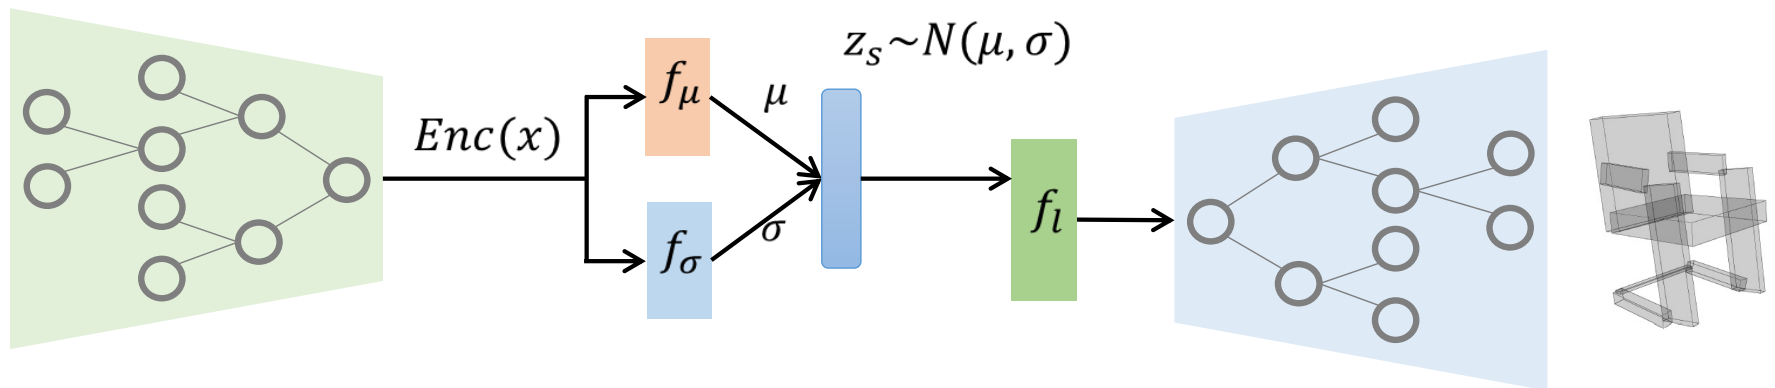 Enc(x)
f_μ
μ
z_s~N(μ, σ)
f_σ
σ
f_l